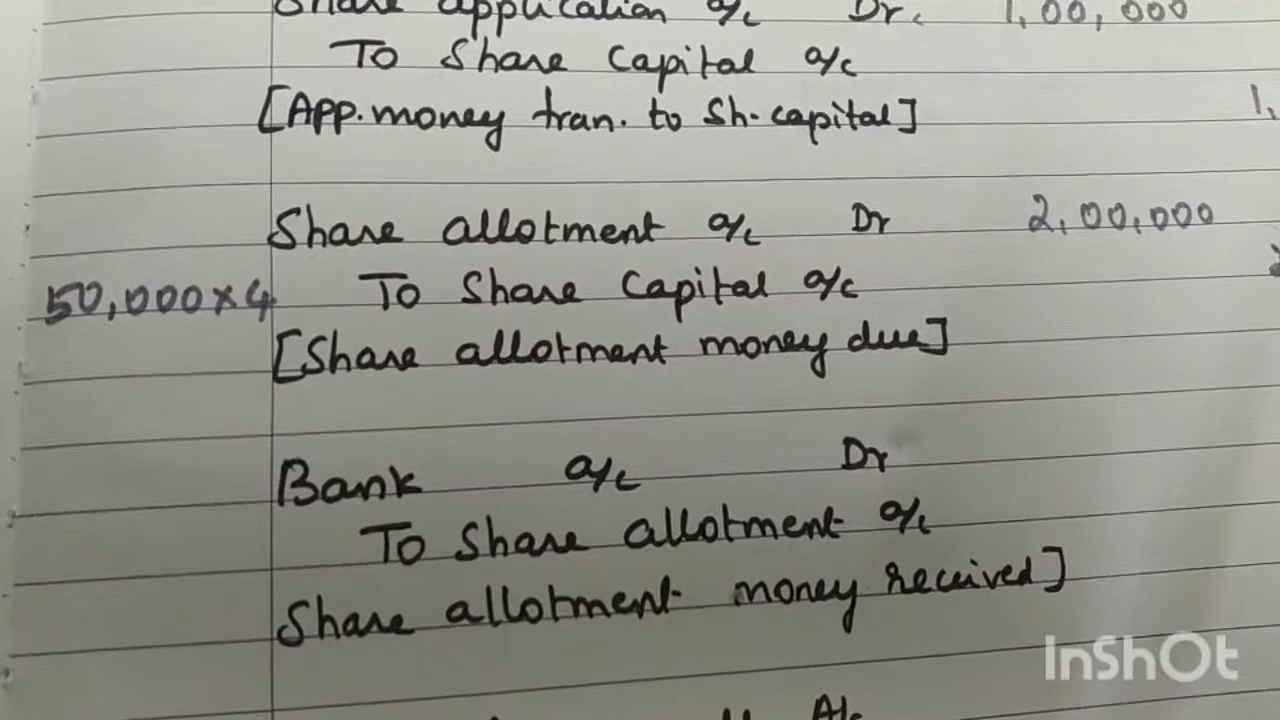 Share application a/c Dr. 1,00,000
To Share Capital a/c
[App. money tran. to Sh. capital] 1,
Share allotment a/c Dr 2,00,000
50,000×4 To Share Capital a/c
[Share allotment money due]
Bank a/c Dr
To Share allotment a/c
Share allotment money received]
A/c
InShOt